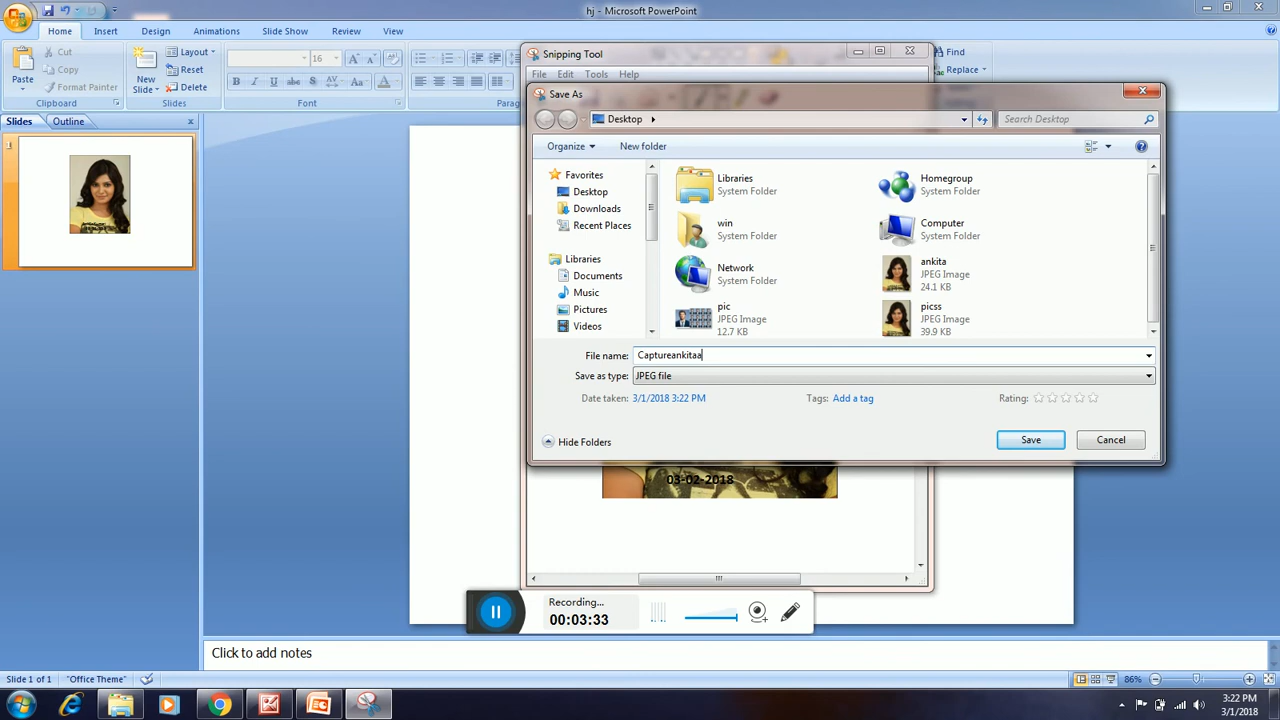 hj - Microsoft PowerPoint
Home Insert Design Animations Slide Show Review View
Paste
Cut
Copy
Format Painter
Clipboard
New Slide
Layout
Reset
Delete
Slides
16
B I U abc S AV Aa A
Font
Parag
Find
Replace
Slides Outline
1
Snipping Tool
File Edit Tools Help
Save As
Desktop
Search Desktop
Organize New folder
Favorites
Desktop
Downloads
Recent Places
Libraries
Documents
Music
Pictures
Videos
Libraries
System Folder
Homegroup
System Folder
win
System Folder
Computer
System Folder
Network
System Folder
ankita
JPEG Image
24.1 KB
pic
JPEG Image
12.7 KB
picss
JPEG Image
39.9 KB
File name: Captureankitaa
Save as type: JPEG file
Date taken: 3/1/2018 3:22 PM Tags: Add a tag Rating:
Hide Folders Save Cancel
03-02-2018
Recording...
00:03:33
Click to add notes
Slide 1 of 1 "Office Theme" 86%
3:22 PM
3/1/2018